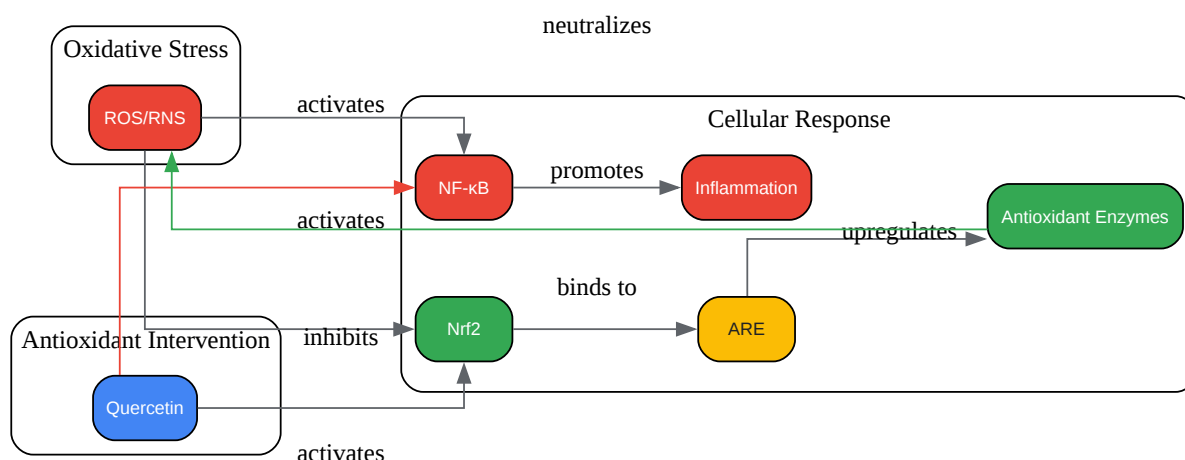 neutralizes
Oxidative Stress
ROS/RNS
activates
Cellular Response
NF-κB
promotes
Inflammation
Antioxidant Enzymes
activates
upregulates
binds to
Nrf2
ARE
inhibits
Antioxidant Intervention
Quercetin
activates